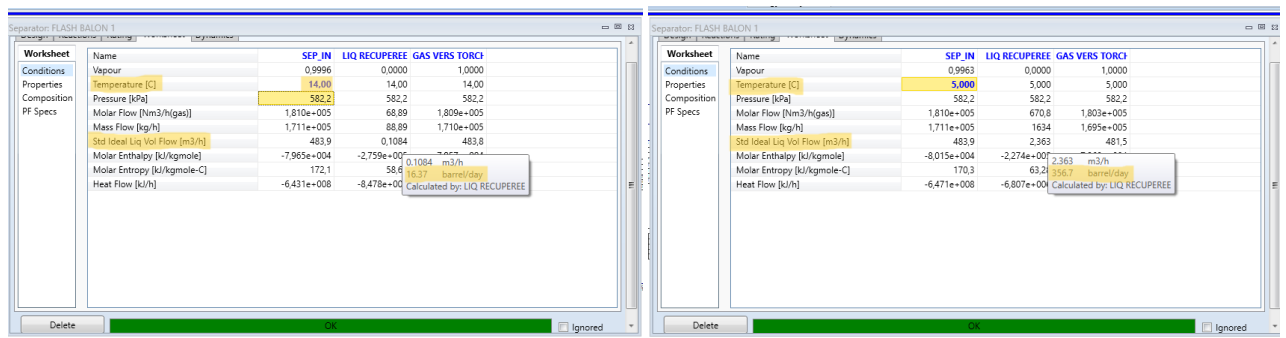 Separator: FLASH BALON 1
Worksheet
Conditions
Properties
Composition
PF Specs
Name SEP_IN LIQ RECUPEREE GAS VERS TORCH
Vapour 0,9996 0,0000 1,0000
Temperature [C] 14,00 14,00 14,00
Pressure [kPa] 582,2 582,2 582,2
Molar Flow [Nm3/h(gas)] 1,810e+005 68,89 1,809e+005
Mass Flow [kg/h] 1,711e+005 88,89 1,710e+005
Std Ideal Liq Vol Flow [m3/h] 483,9 0,1084 483,8
Molar Enthalpy [kJ/kgmole] -7,965e+004 -2,759e+005
Molar Entropy [kJ/kgmole-C] 172,1 58,6
Heat Flow [kJ/h] -6,431e+008 -8,478e+00
0.1084 m3/h
16.37 barrel/day
Calculated by: LIQ RECUPEREE
Delete OK Ignored
Separator: FLASH BALON 1
Worksheet
Conditions
Properties
Composition
PF Specs
Name SEP_IN LIQ RECUPEREE GAS VERS TORCH
Vapour 0,9963 0,0000 1,0000
Temperature [C] 5,000 5,000 5,000
Pressure [kPa] 582,2 582,2 582,2
Molar Flow [Nm3/h(gas)] 1,810e+005 670,8 1,803e+005
Mass Flow [kg/h] 1,711e+005 1634 1,695e+005
Std Ideal Liq Vol Flow [m3/h] 483,9 2,363 481,5
Molar Enthalpy [kJ/kgmole] -8,015e+004 -2,274e+005
Molar Entropy [kJ/kgmole-C] 170,3 63,28
Heat Flow [kJ/h] -6,471e+008 -6,807e+006
2.363 m3/h
356.7 barrel/day
Calculated by: LIQ RECUPEREE
Delete OK Ignored